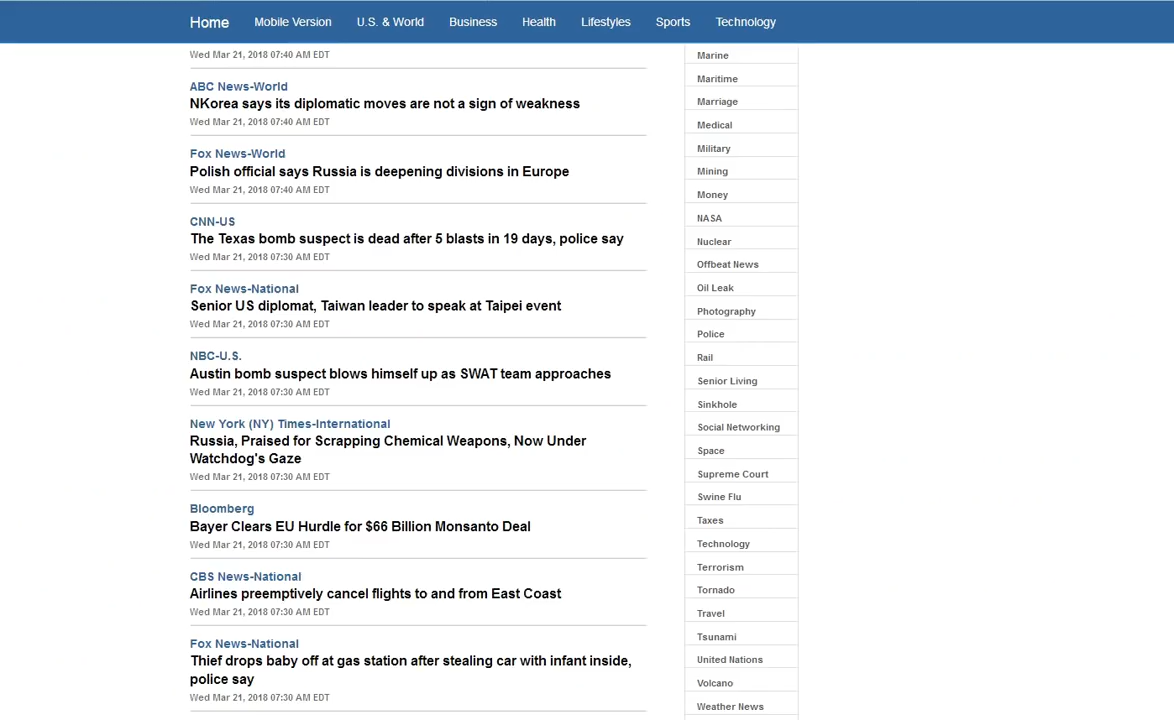 Home Mobile Version U.S. & World Business Health Lifestyles Sports Technology
Wed Mar 21, 2018 07:40 AM EDT
ABC News-World
NKorea says its diplomatic moves are not a sign of weakness
Wed Mar 21, 2018 07:40 AM EDT
Fox News-World
Polish official says Russia is deepening divisions in Europe
Wed Mar 21, 2018 07:40 AM EDT
CNN-US
The Texas bomb suspect is dead after 5 blasts in 19 days, police say
Wed Mar 21, 2018 07:30 AM EDT
Fox News-National
Senior US diplomat, Taiwan leader to speak at Taipei event
Wed Mar 21, 2018 07:30 AM EDT
NBC-U.S.
Austin bomb suspect blows himself up as SWAT team approaches
Wed Mar 21, 2018 07:30 AM EDT
New York (NY) Times-International
Russia, Praised for Scrapping Chemical Weapons, Now Under
Watchdog's Gaze
Wed Mar 21, 2018 07:30 AM EDT
Bloomberg
Bayer Clears EU Hurdle for $66 Billion Monsanto Deal
Wed Mar 21, 2018 07:30 AM EDT
CBS News-National
Airlines preemptively cancel flights to and from East Coast
Wed Mar 21, 2018 07:30 AM EDT
Fox News-National
Thief drops baby off at gas station after stealing car with infant inside,
police say
Wed Mar 21, 2018 07:30 AM EDT
Marine
Maritime
Marriage
Medical
Military
Mining
Money
NASA
Nuclear
Offbeat News
Oil Leak
Photography
Police
Rail
Senior Living
Sinkhole
Social Networking
Space
Supreme Court
Swine Flu
Taxes
Technology
Terrorism
Tornado
Travel
Tsunami
United Nations
Volcano
Weather News